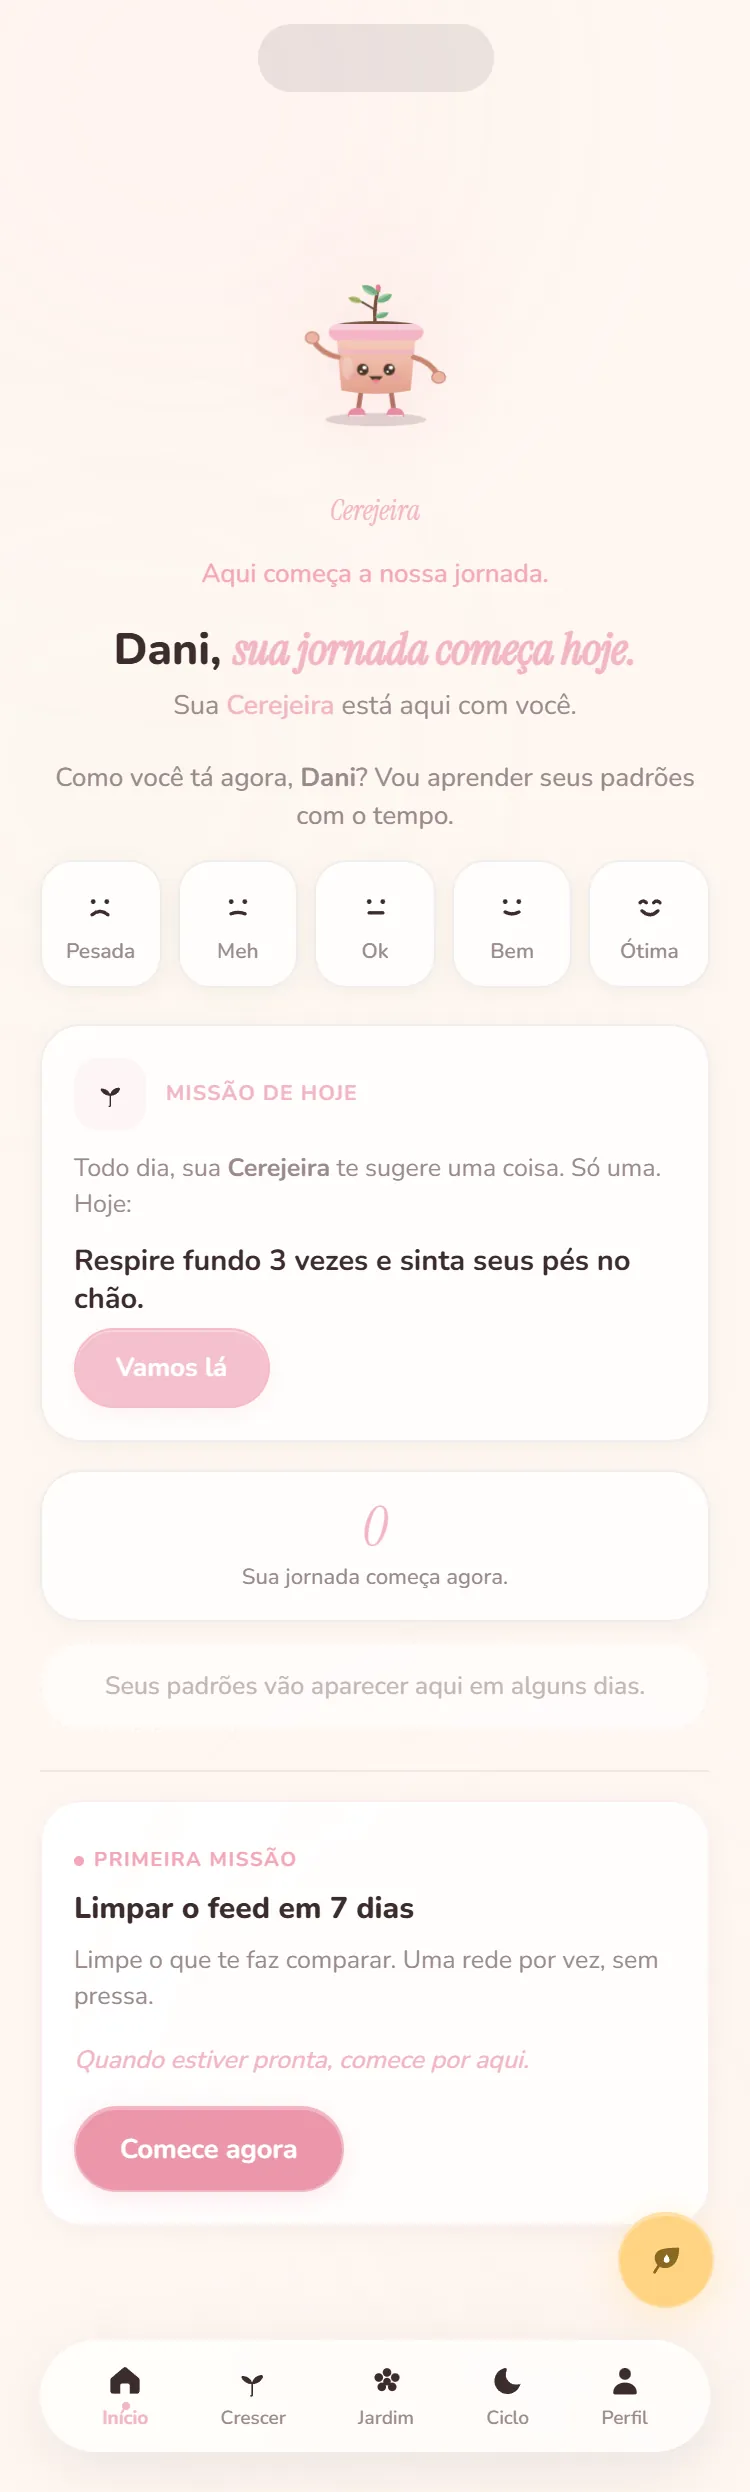 Cerejeira
Aqui começa a nossa jornada.
Dani, sua jornada começa hoje.
Sua Cerejeira está aqui com você.
Como você tá agora, Dani? Vou aprender seus padrões
com o tempo.
Pesada Meh Ok Bem Ótima
MISSÃO DE HOJE
Todo dia, sua Cerejeira te sugere uma coisa. Só uma.
Hoje:
Respire fundo 3 vezes e sinta seus pés no
chão.
Vamos lá
0
Sua jornada começa agora.
Seus padrões vão aparecer aqui em alguns dias.
PRIMEIRA MISSÃO
Limpar o feed em 7 dias
Limpe o que te faz comparar. Uma rede por vez, sem
pressa.
Quando estiver pronta, comece por aqui.
Comece agora
Início Crescer Jardim Ciclo Perfil